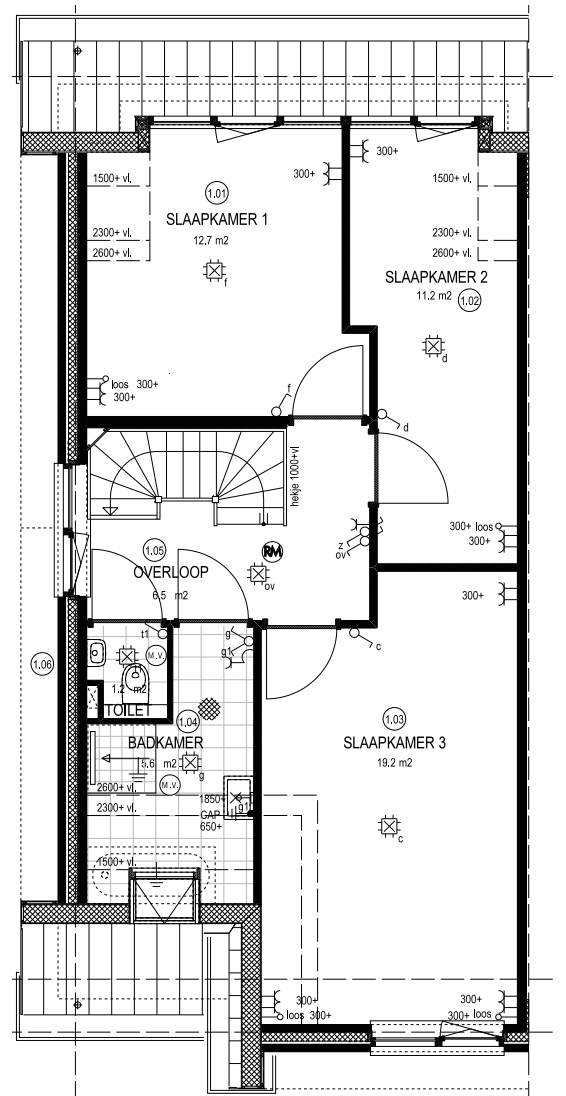 300+
300+
1500+ vl.
1500+ vl.
1.01
SLAAPKAMER 1
12.7 m2
2300+ vl.
2600+ vl.
2300+ vl.
2600+ vl.
f
SLAAPKAMER 2
11.2 m2
1.02
d
loos 300+
300+
f
d
hekje 1000+vl
300+ loos
300+
1.05
OVERLOOP
6.5 m2
RM
ov
z
ov
300+
t1
g
g1
c
1.06
M.V.
1.2 m2
TOILET
1.04
BADKAMER
5.6 m2
g
M.V.
1.03
SLAAPKAMER 3
19.2 m2
2600+ vl.
2300+ vl.
1850+
g1
CAP
650+
c
1500+ vl.
300+
loos 300+
300+
300+ loos